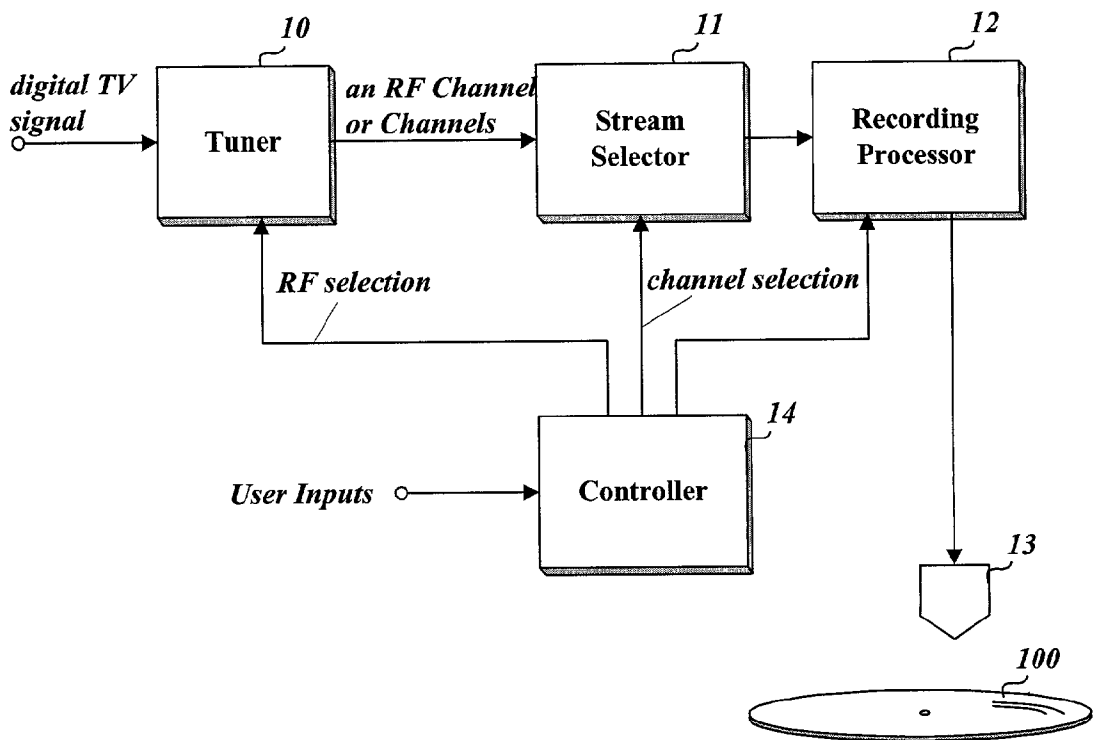 10
11
12
digital TV
signal
Tuner
an RF Channel
or Channels
Stream
Selector
Recording
Processor
RF selection
channel selection
14
User Inputs
Controller
13
100